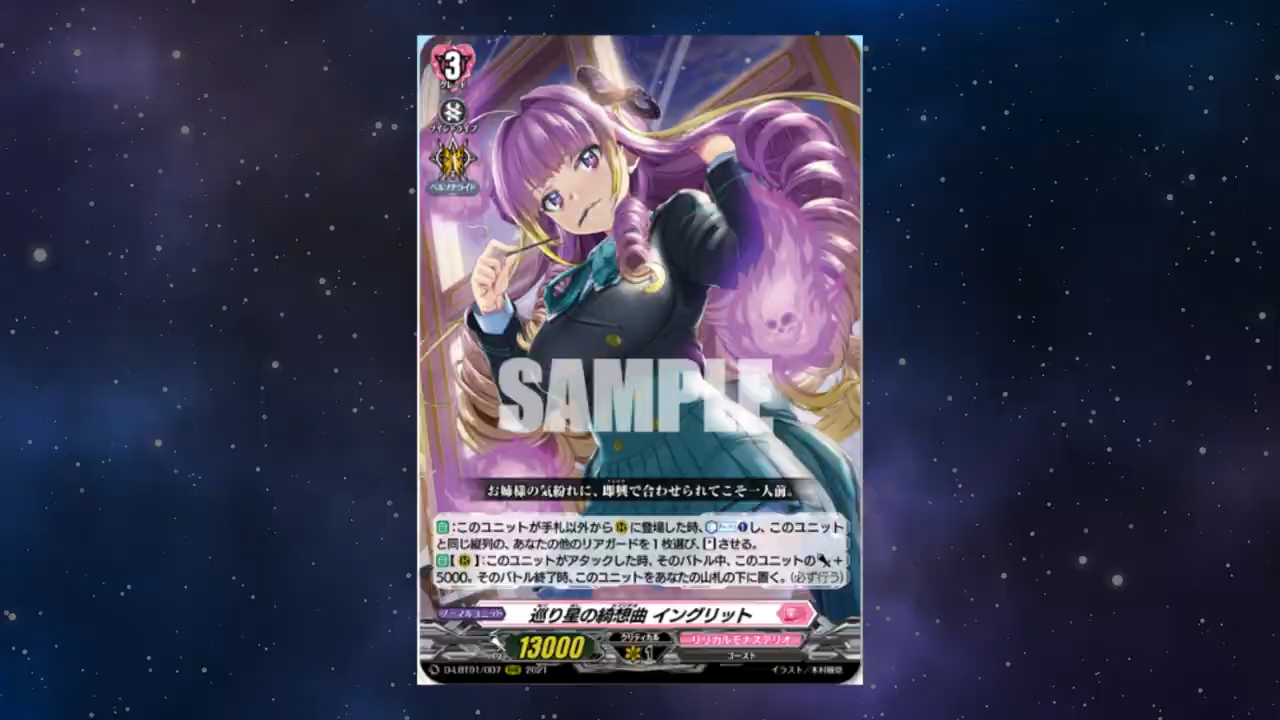 3
グレード
ツインドライブ
ペルソナライド
SAMPLE
お姉様の気紛れに、即興で合わせられてこそ一人前。
自:このユニットが手札以外から に登場した時、 し、このユニット
と同じ縦列の、あなたの他のリアガードを1枚選び、 させる。
自【 】:このユニットがアタックした時、そのバトル中、このユニットの +
5000。そのバトル終了時、このユニットをあなたの山札の下に置く。(必ず行う)
ノーマルユニット
巡り星の綺想曲 イングリット
13000
クリティカル
1
リリカルモナステリオ
ゴースト
D-LBT01/007 RRR 2021